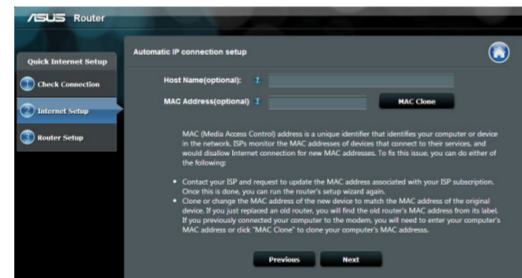 ASUS Router
Quick Internet Setup
1 Check Connection
2 Internet Setup
3 Router Setup
Automatic IP connection setup
Host Name(optional):
MAC Address(optional)
MAC Clone
MAC (Media Access Control) address is a unique identifier that identifies your computer or device
in the network. ISPs monitor the MAC addresses of devices that connect to their services, and
would disallow Internet connection for new MAC addresses. To fix this issue, you can do either of
the following:
• Contact your ISP and request to update the MAC address associated with your ISP subscription.
Once this is done, you can run the router's setup wizard again.
• Clone or change the MAC address of the new device to match the MAC address of the original
device. If you just replaced an old router, you will find the old router's MAC address from its label.
If you previously connected your computer to the modem, you will need to enter your computer's
MAC address or click "MAC Clone" to clone your computer's MAC address.
Previous
Next